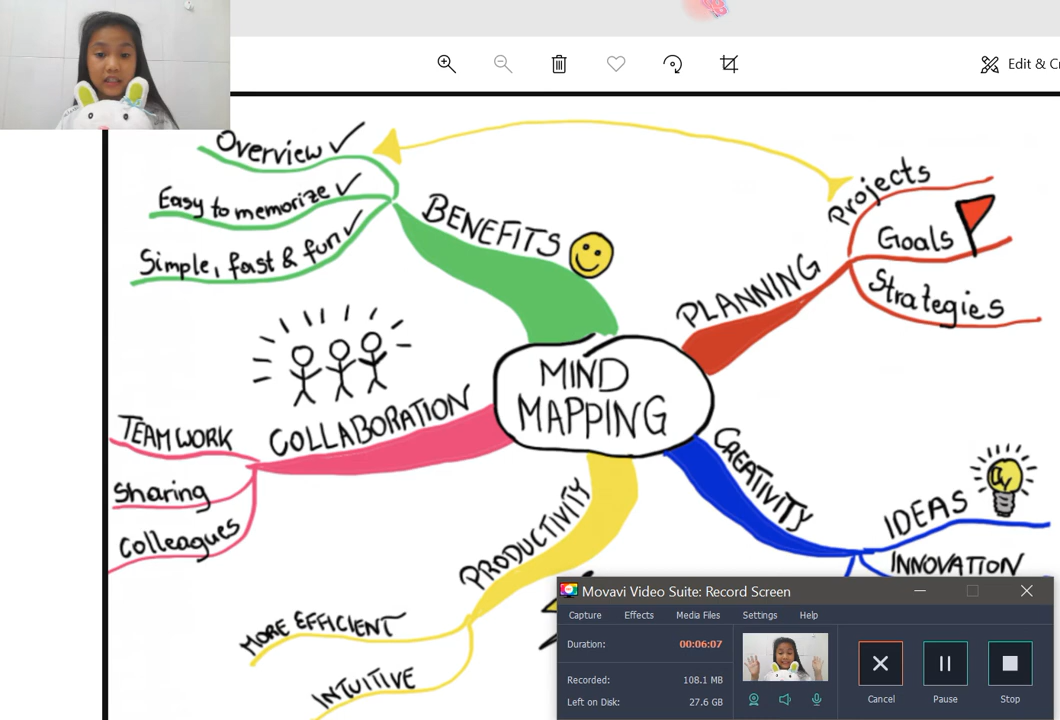 Edit & Cr
Overview ✓
Easy to memorize ✓
Simple, fast & fun ✓
BENEFITS
PLANNING
Projects
Goals
Strategies
MIND
MAPPING
COLLABORATION
TEAMWORK
Sharing
Colleagues
CREATIVITY
IDEAS
INNOVATION
PRODUCTIVITY
MORE EFFICIENT
INTUITIVE
Movavi Video Suite: Record Screen
Capture Effects Media Files Settings Help
Duration: 00:06:07
Recorded: 108.1 MB
Left on Disk: 27.6 GB
Cancel Pause Stop